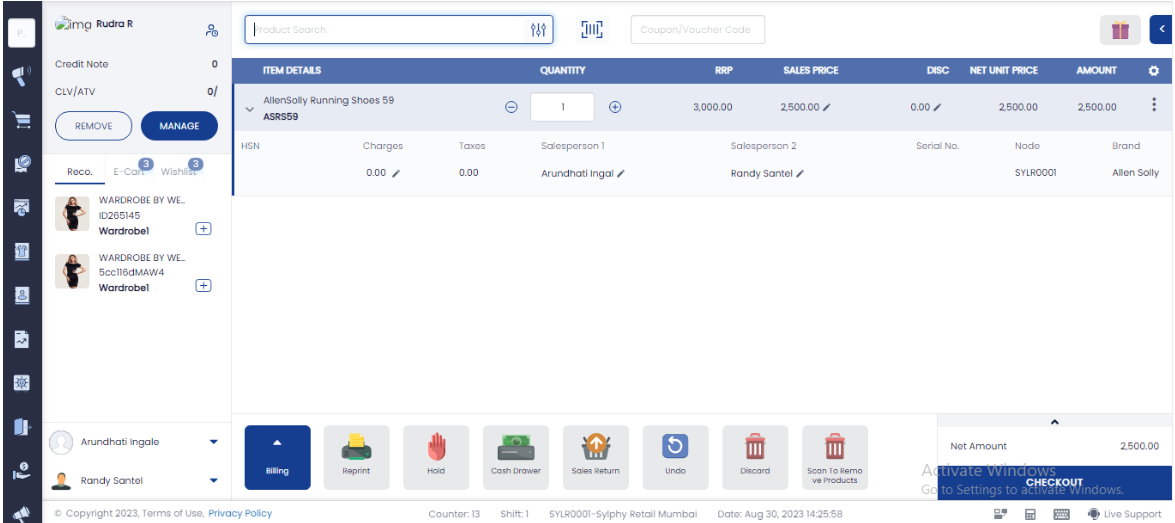 P...
img Rudra R
Credit Note 0
CLV/ATV 0/
REMOVE MANAGE
Reco. E-Cart 3 Wishlist 3
WARDROBE BY WE...
ID265145
Wardrobe1
WARDROBE BY WE...
5cc116dMAW4
Wardrobe1
Arundhati Ingale
Randy Santel
Product Search
Coupon/Voucher Code
ITEM DETAILS QUANTITY RRP SALES PRICE DISC NET UNIT PRICE AMOUNT
AllenSolly Running Shoes 59
ASRS59
1 3,000.00 2,500.00 0.00 2,500.00 2,500.00
HSN Charges Taxes Salesperson 1 Salesperson 2 Serial No. Node Brand
0.00 0.00 Arundhati Ingal Randy Santel SYLR0001 Allen Solly
Billing Reprint Hold Cash Drawer Sales Return Undo Discard Scan To Remo
ve Products
Net Amount 2,500.00
CHECKOUT
Activate Windows
Go to Settings to activate Windows.
© Copyright 2023, Terms of Use, Privacy Policy
Counter: 13 Shift: 1 SYLR0001-Sylphy Retail Mumbai Date: Aug 30, 2023 14:25:58
Live Support